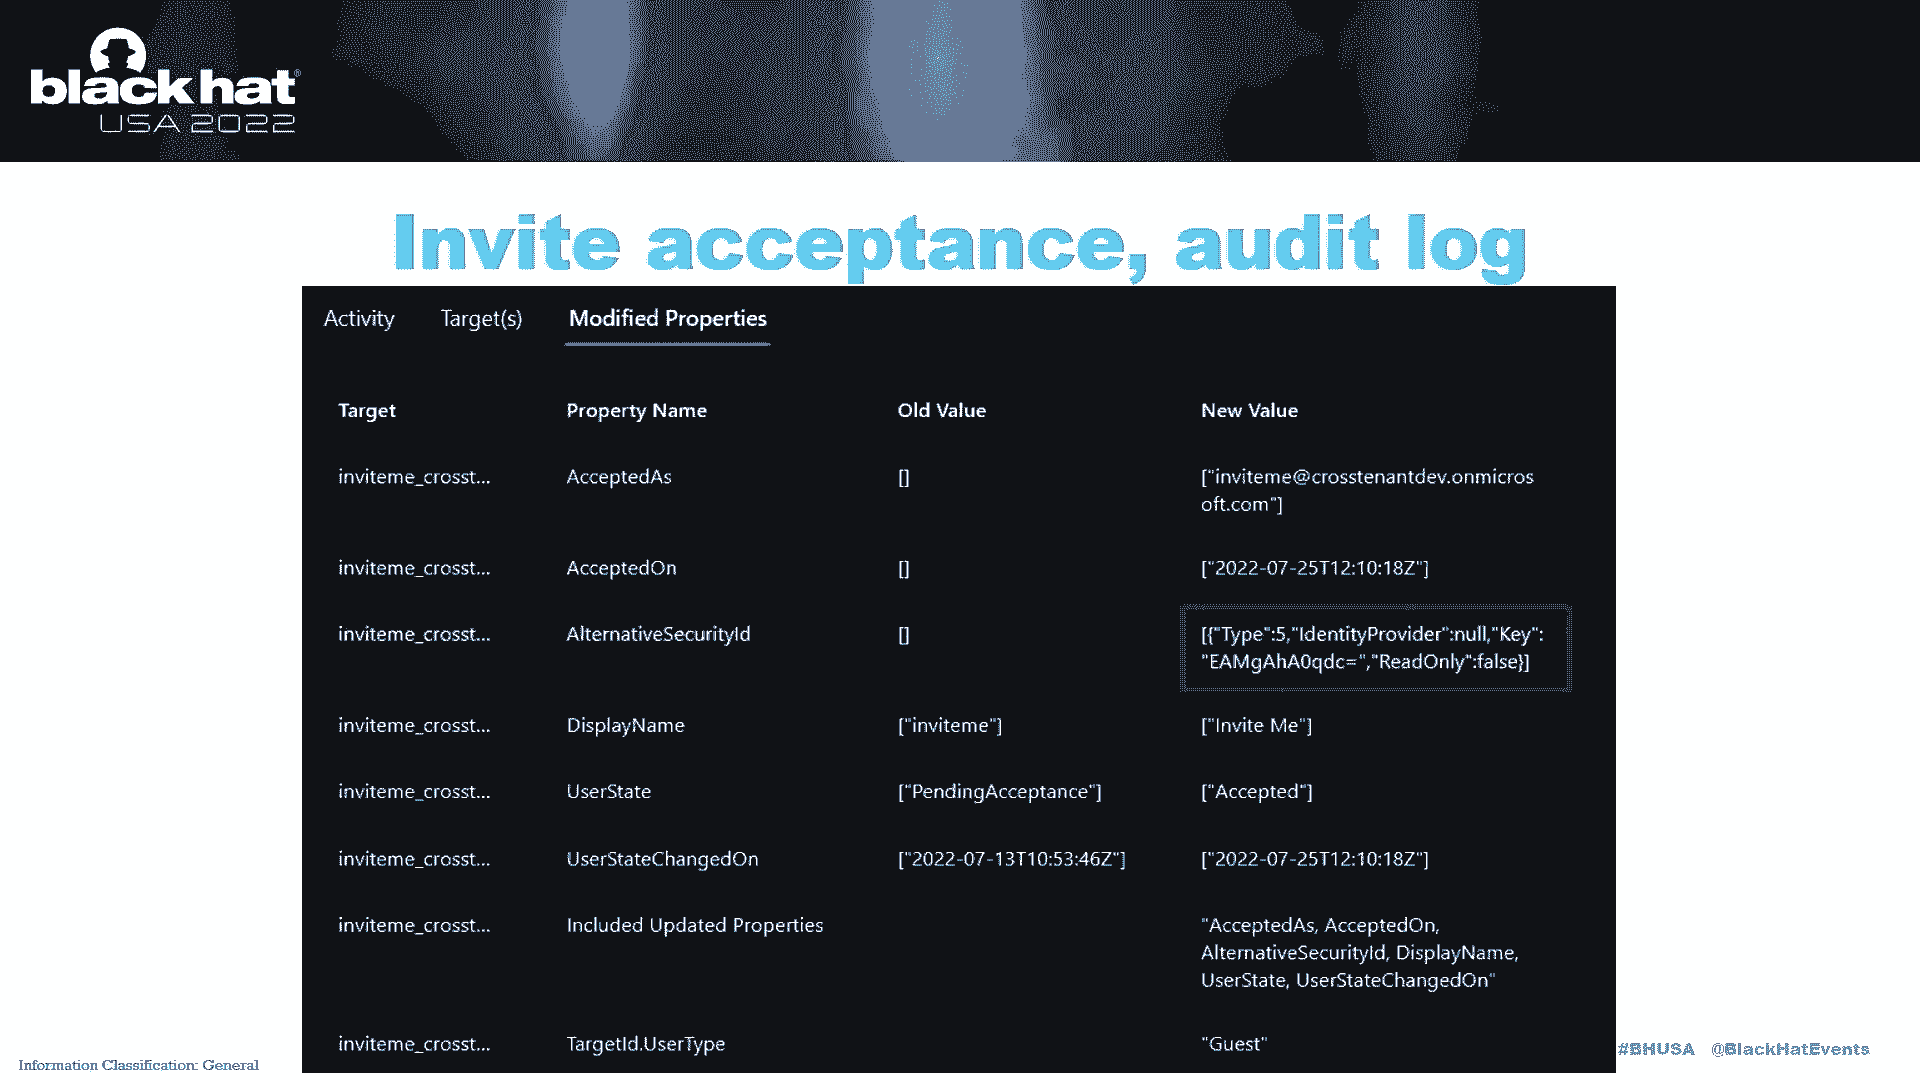 blackhat®
USA 2022
Invite acceptance, audit log
Activity Target(s) Modified Properties
Target Property Name Old Value New Value
inviteme_crosst... AcceptedAs [] ["inviteme@crosstenantdev.onmicros
oft.com"]
inviteme_crosst... AcceptedOn [] ["2022-07-25T12:10:18Z"]
inviteme_crosst... AlternativeSecurityId [] [{"Type":5,"IdentityProvider":null,"Key":
"EAMgAhA0qdc=","ReadOnly":false}]
inviteme_crosst... DisplayName ["inviteme"] ["Invite Me"]
inviteme_crosst... UserState ["PendingAcceptance"] ["Accepted"]
inviteme_crosst... UserStateChangedOn ["2022-07-13T10:53:46Z"] ["2022-07-25T12:10:18Z"]
inviteme_crosst... Included Updated Properties "AcceptedAs, AcceptedOn,
AlternativeSecurityId, DisplayName,
UserState, UserStateChangedOn"
inviteme_crosst... TargetId.UserType "Guest"
#BHUSA @BlackHatEvents
Information Classification: General